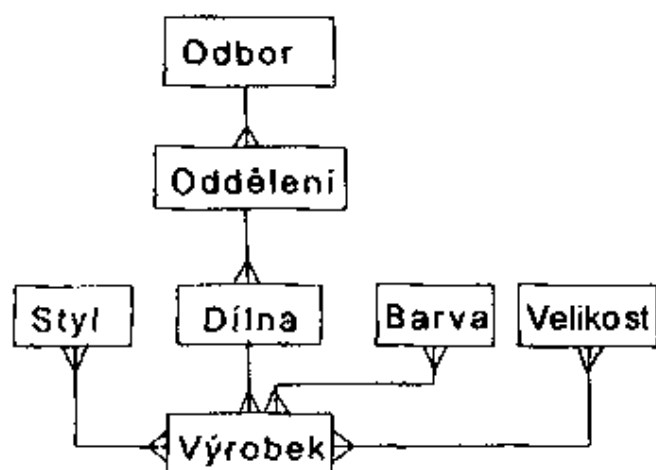 Odbor
Oddělení
Styl
Dílna
Barva
Velikost
Výrobek